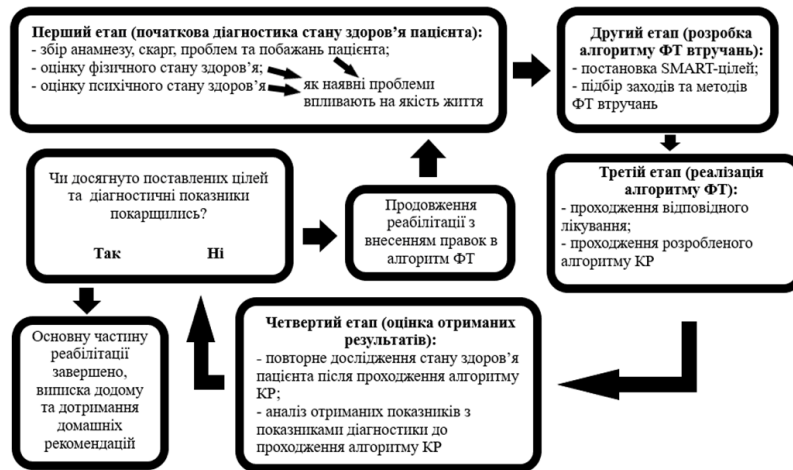 Перший етап (початкова діагностика стану здоров'я пацієнта):
- збір анамнезу, скарг, проблем та побажань пацієнта;
- оцінку фізичного стану здоров'я;
- оцінку психічного стану здоров'я
як наявні проблеми
впливають на якість життя
Другий етап (розробка
алгоритму ФТ втручань):
- постановка SMART-цілей;
- підбір заходів та методів
ФТ втручань
Третій етап (реалізація
алгоритму ФТ):
- проходження відповідного
лікування;
- проходження розробленого
алгоритму КР
Четвертий етап (оцінка отриманих
результатів):
- повторне дослідження стану здоров'я
пацієнта після проходження алгоритму
КР;
- аналіз отриманих показників з
показниками діагностики до
проходження алгоритму КР
Чи досягнуто поставлених цілей
та діагностичні показники
покарщились?
Так Ні
Продовження
реабілітації з
внесенням правок в
алгоритм ФТ
Основну частину
реабілітації
завершено,
виписка додому
та дотримання
домашніх
рекомендацій